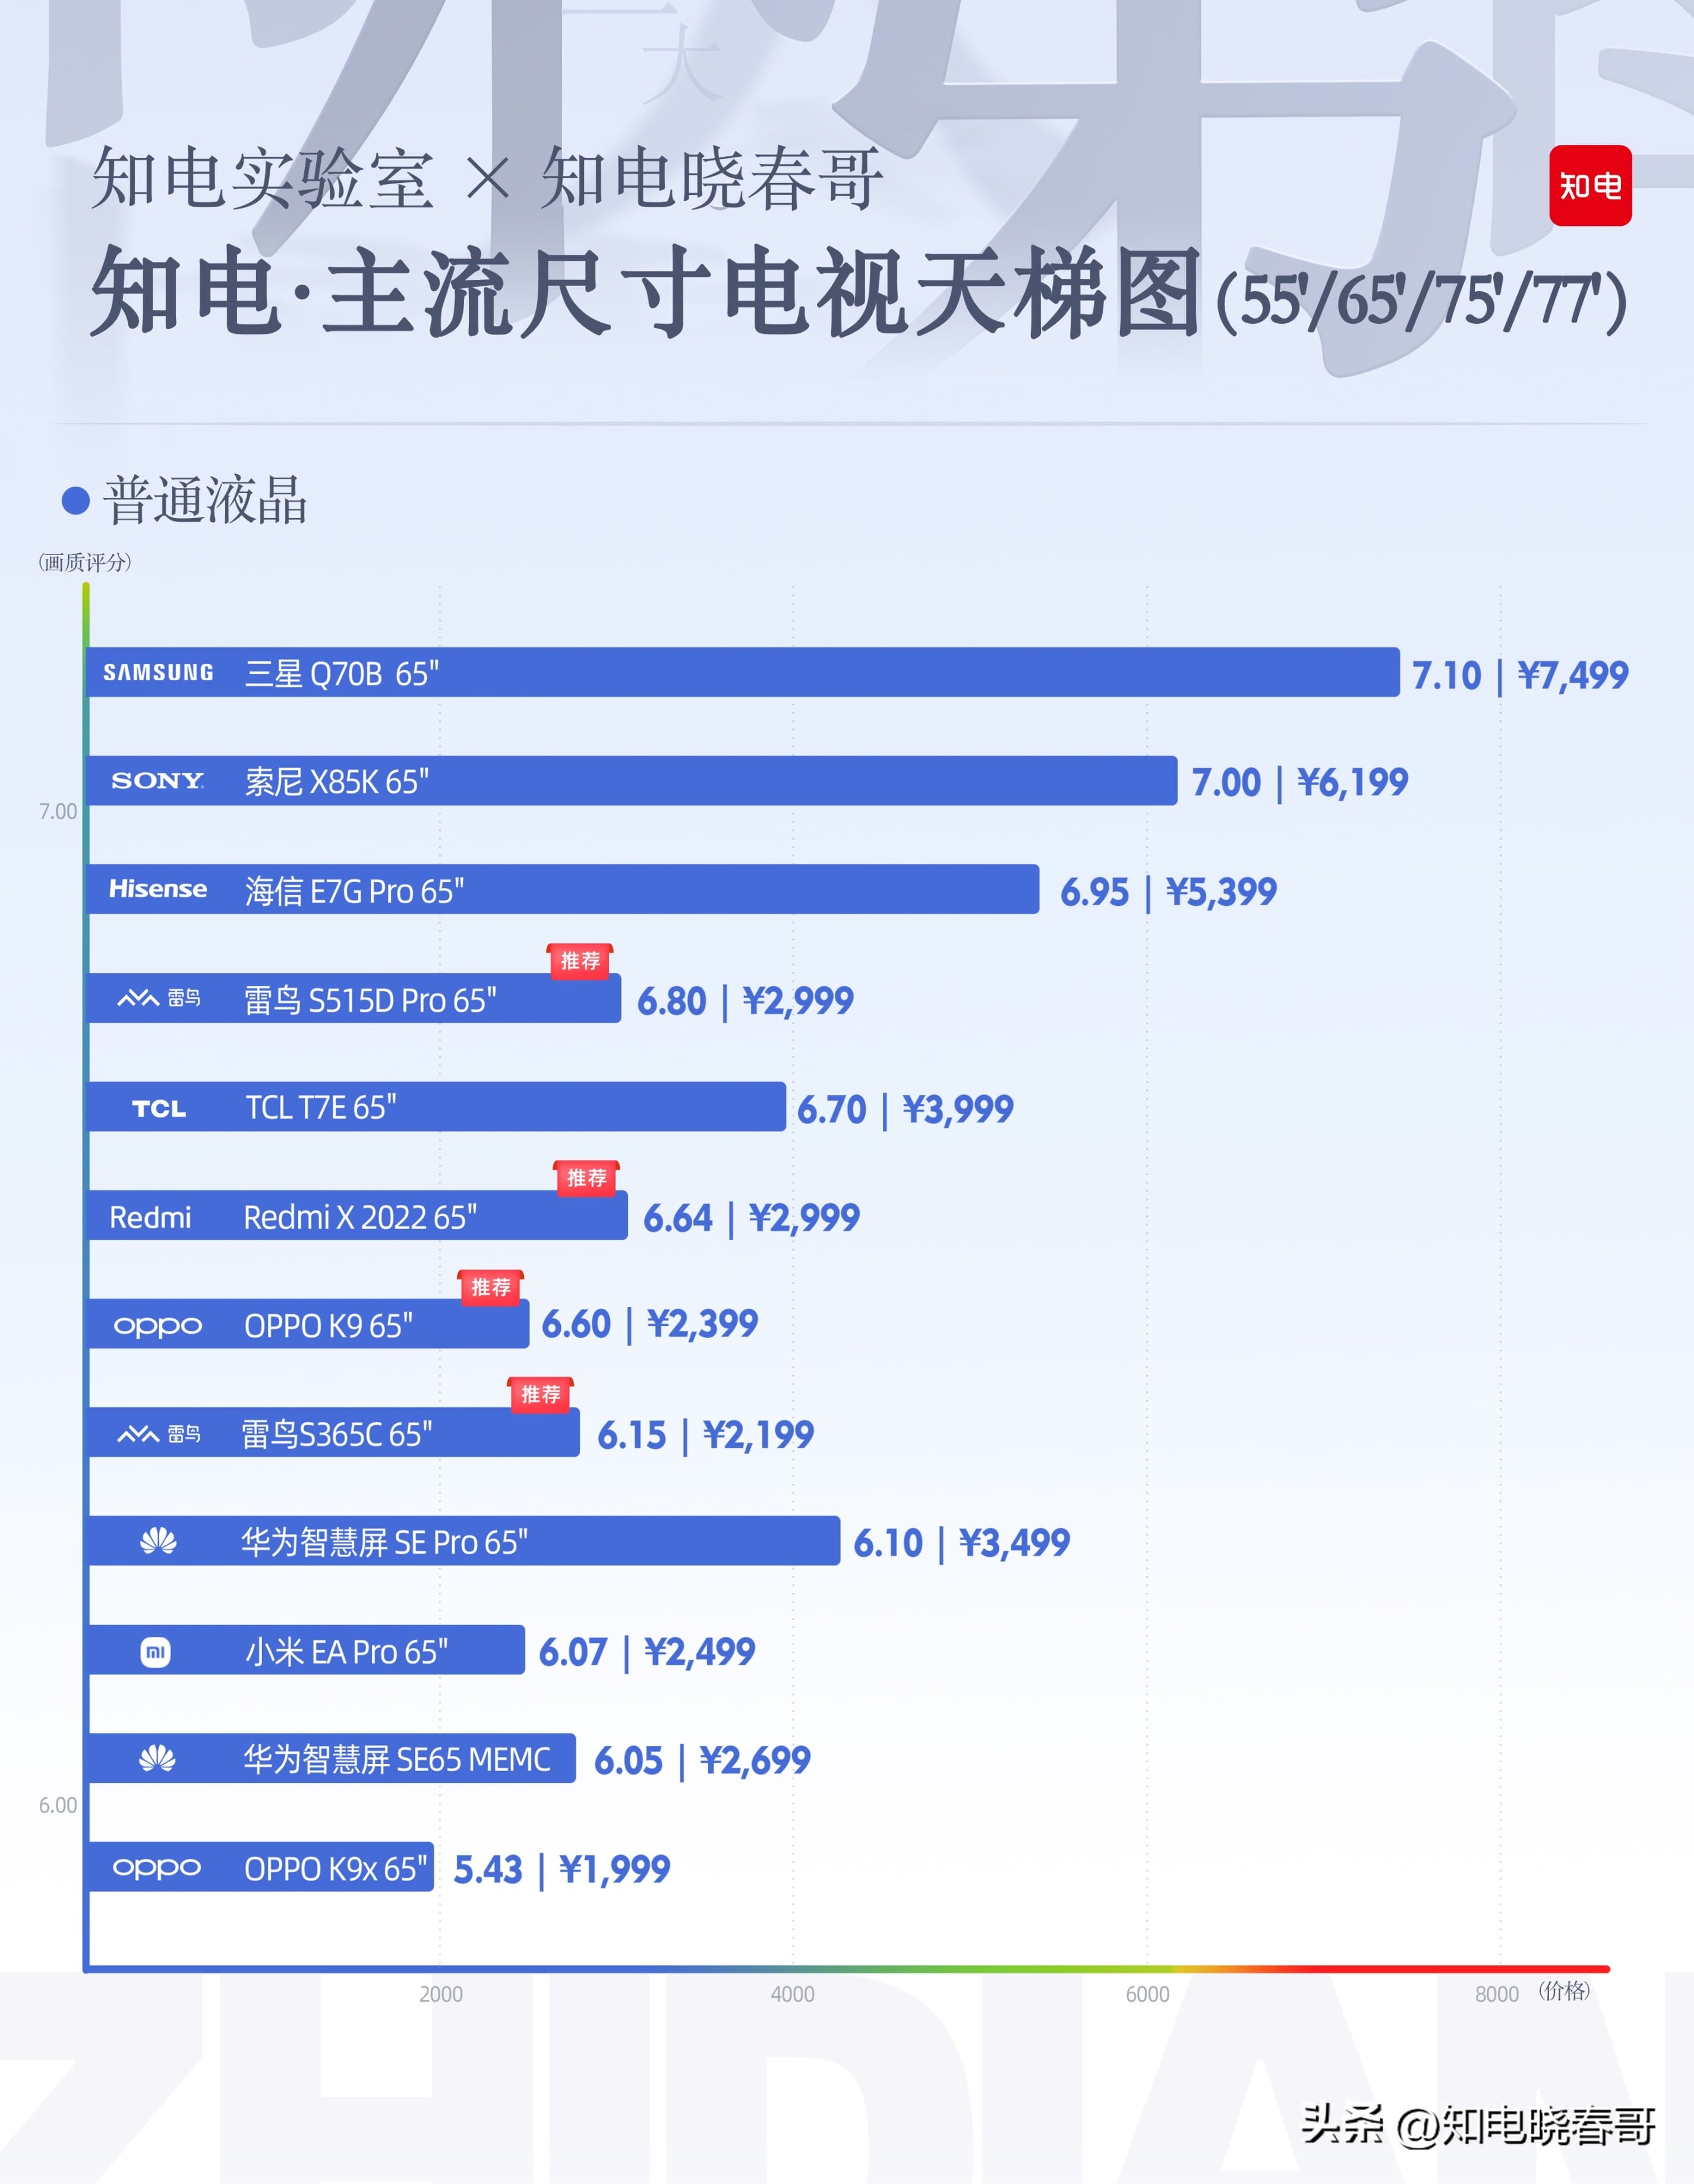 大
知电实验室 × 知电晓春哥
知电
知电·主流尺寸电视天梯图(55'/65'/75'/77')
普通液晶
(画质评分)
SAMSUNG 三星 Q70B 65" 7.10 | ¥7,499
SONY 索尼 X85K 65" 7.00 | ¥6,199
7.00
Hisense 海信 E7G Pro 65" 6.95 | ¥5,399
推荐
雷鸟 雷鸟 S515D Pro 65" 6.80 | ¥2,999
TCL TCL T7E 65" 6.70 | ¥3,999
推荐
Redmi Redmi X 2022 65" 6.64 | ¥2,999
推荐
oppo OPPO K9 65" 6.60 | ¥2,399
推荐
雷鸟 雷鸟S365C 65" 6.15 | ¥2,199
华为智慧屏 SE Pro 65" 6.10 | ¥3,499
mi 小米 EA Pro 65" 6.07 | ¥2,499
华为智慧屏 SE65 MEMC 6.05 | ¥2,699
6.00
oppo OPPO K9x 65" 5.43 | ¥1,999
2000 4000 6000 8000 (价格)
ZHIDIAN
头条 @知电晓春哥